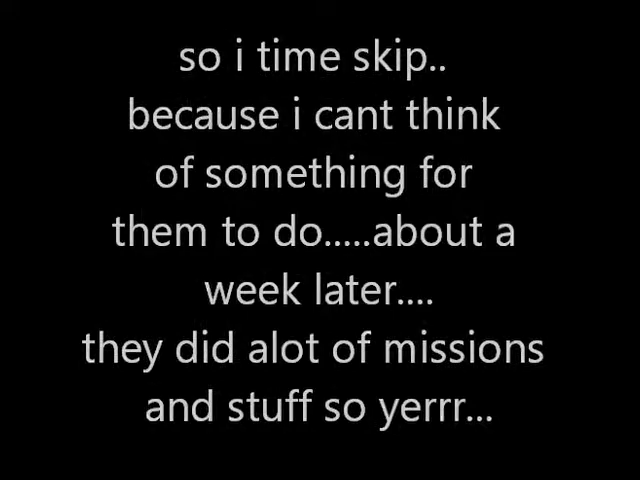 so i time skip..
because i cant think
of something for
them to do.....about a
week later....
they did alot of missions
and stuff so yerrr...